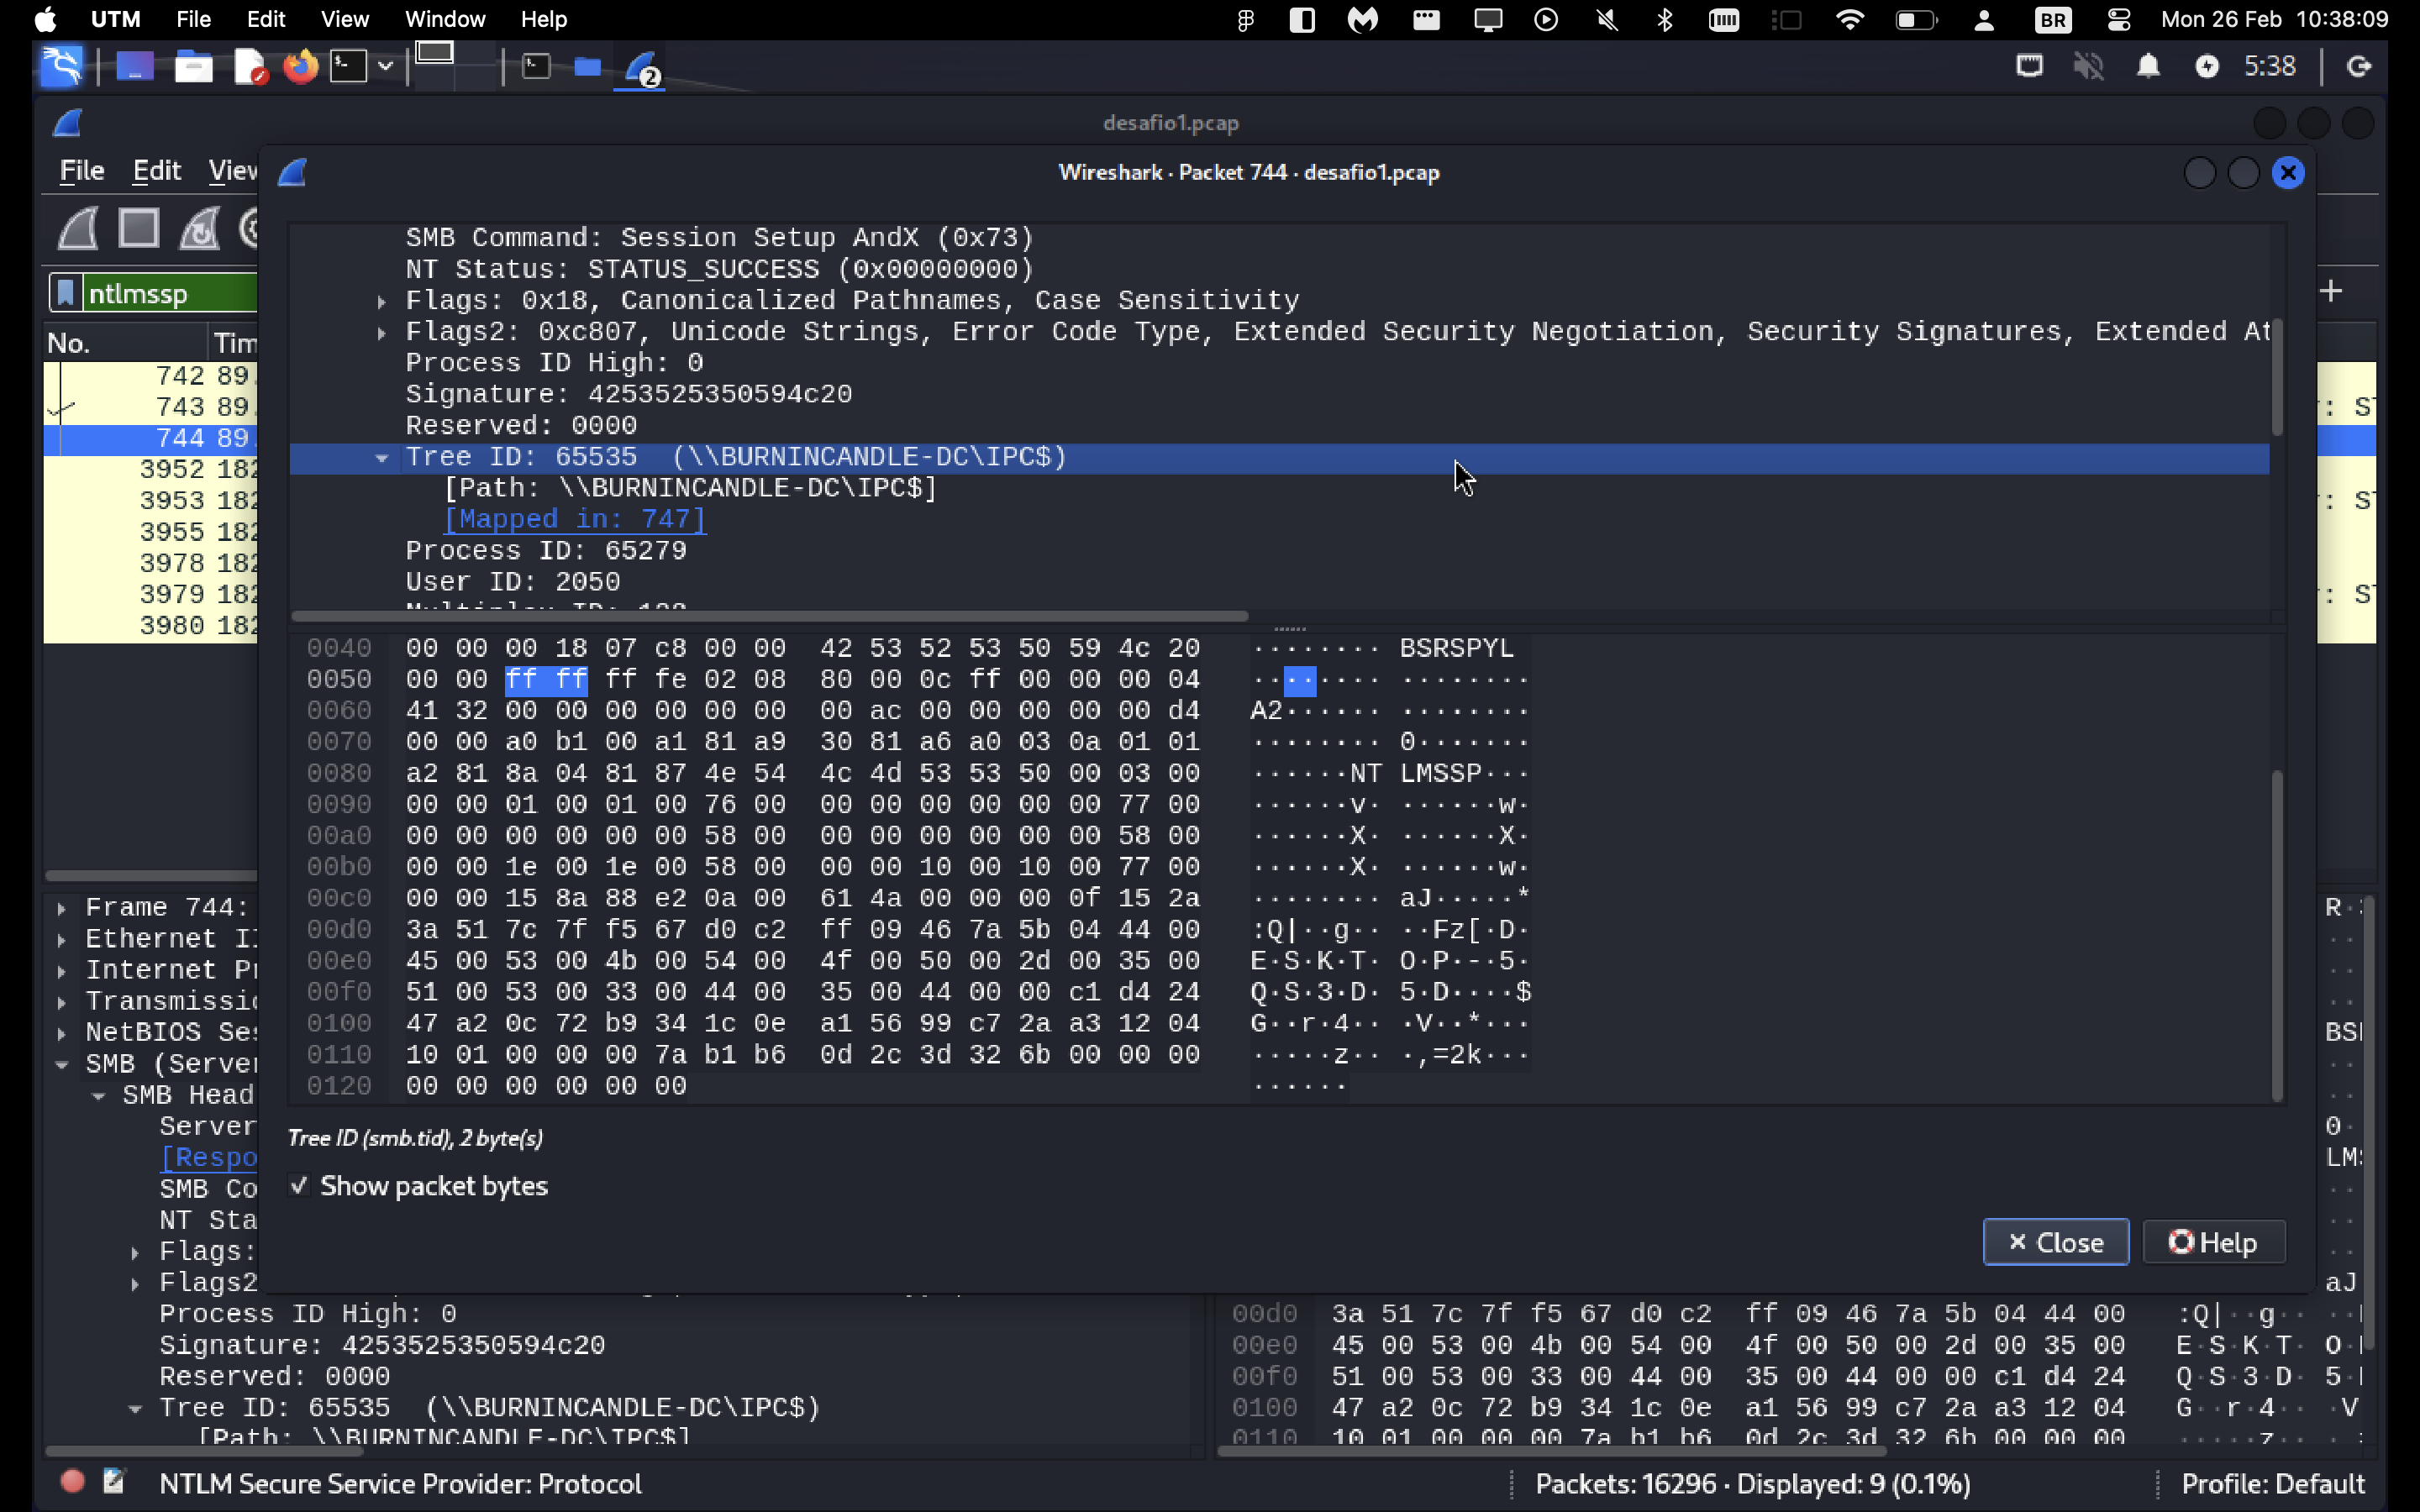 UTM File Edit View Window Help BR Mon 26 Feb 10:38:09
2 5:38
desafio1.pcap
File Edit View
Wireshark · Packet 744 · desafio1.pcap
ntlmssp
No. Tim
742 89.
743 89.
744 89.
3952 182
3953 182
3955 182
3978 182
3979 182
3980 182
: S
: S
: S
SMB Command: Session Setup AndX (0x73)
NT Status: STATUS_SUCCESS (0x00000000)
Flags: 0x18, Canonicalized Pathnames, Case Sensitivity
Flags2: 0xc807, Unicode Strings, Error Code Type, Extended Security Negotiation, Security Signatures, Extended At
Process ID High: 0
Signature: 4253525350594c20
Reserved: 0000
Tree ID: 65535 (\\BURNINCANDLE-DC\IPC$)
[Path: \\BURNINCANDLE-DC\IPC$]
[Mapped in: 747]
Process ID: 65279
User ID: 2050
0040 00 00 00 18 07 c8 00 00 42 53 52 53 50 59 4c 20 ········ BSRSPYL
0050 00 00 ff ff ff fe 02 08 80 00 0c ff 00 00 00 04 ········ ········
0060 41 32 00 00 00 00 00 00 00 ac 00 00 00 00 00 d4 A2······ ········
0070 00 00 a0 b1 00 a1 81 a9 30 81 a6 a0 03 0a 01 01 ········ 0·······
0080 a2 81 8a 04 81 87 4e 54 4c 4d 53 53 50 00 03 00 ······NT LMSSP···
0090 00 00 01 00 01 00 76 00 00 00 00 00 00 00 77 00 ······v· ······w·
00a0 00 00 00 00 00 00 58 00 00 00 00 00 00 00 58 00 ······X· ······X·
00b0 00 00 1e 00 1e 00 58 00 00 00 10 00 10 00 77 00 ······X· ······w·
00c0 00 00 15 8a 88 e2 0a 00 61 4a 00 00 00 0f 15 2a ········ aJ·····*
00d0 3a 51 7c 7f f5 67 d0 c2 ff 09 46 7a 5b 04 44 00 :Q|··g·· ··Fz[·D·
00e0 45 00 53 00 4b 00 54 00 4f 00 50 00 2d 00 35 00 E·S·K·T· O·P·-·5·
00f0 51 00 53 00 33 00 44 00 35 00 44 00 00 c1 d4 24 Q·S·3·D· 5·D····$
0100 47 a2 0c 72 b9 34 1c 0e a1 56 99 c7 2a a3 12 04 G··r·4·· ·V··*···
0110 10 01 00 00 00 7a b1 b6 0d 2c 3d 32 6b 00 00 00 ·····z·· ·,=2k···
0120 00 00 00 00 00 00 ······
Tree ID (smb.tid), 2 byte(s)
Show packet bytes
Close Help
Frame 744:
Ethernet I
Internet P
Transmissi
NetBIOS Se
SMB (Server
SMB Head
Server
[Respo
SMB Co
NT Sta
Flags:
Flags2
Process ID High: 0
Signature: 4253525350594c20
Reserved: 0000
Tree ID: 65535 (\\BURNINCANDLE-DC\IPC$)
[Path: \\BURNINCANDLE-DC\IPC$]
R·
BS
0·
LM
aJ
00d0 3a 51 7c 7f f5 67 d0 c2 ff 09 46 7a 5b 04 44 00 :Q|··g··
00e0 45 00 53 00 4b 00 54 00 4f 00 50 00 2d 00 35 00 E·S·K·T· O·
00f0 51 00 53 00 33 00 44 00 35 00 44 00 00 c1 d4 24 Q·S·3·D· 5·
0100 47 a2 0c 72 b9 34 1c 0e a1 56 99 c7 2a a3 12 04 G··r·4·· ·V
0110 10 01 00 00 00 7a b1 b6 0d 2c 3d 32 6b 00 00 00 ·····z··
NTLM Secure Service Provider: Protocol Packets: 16296 · Displayed: 9 (0.1%) Profile: Default